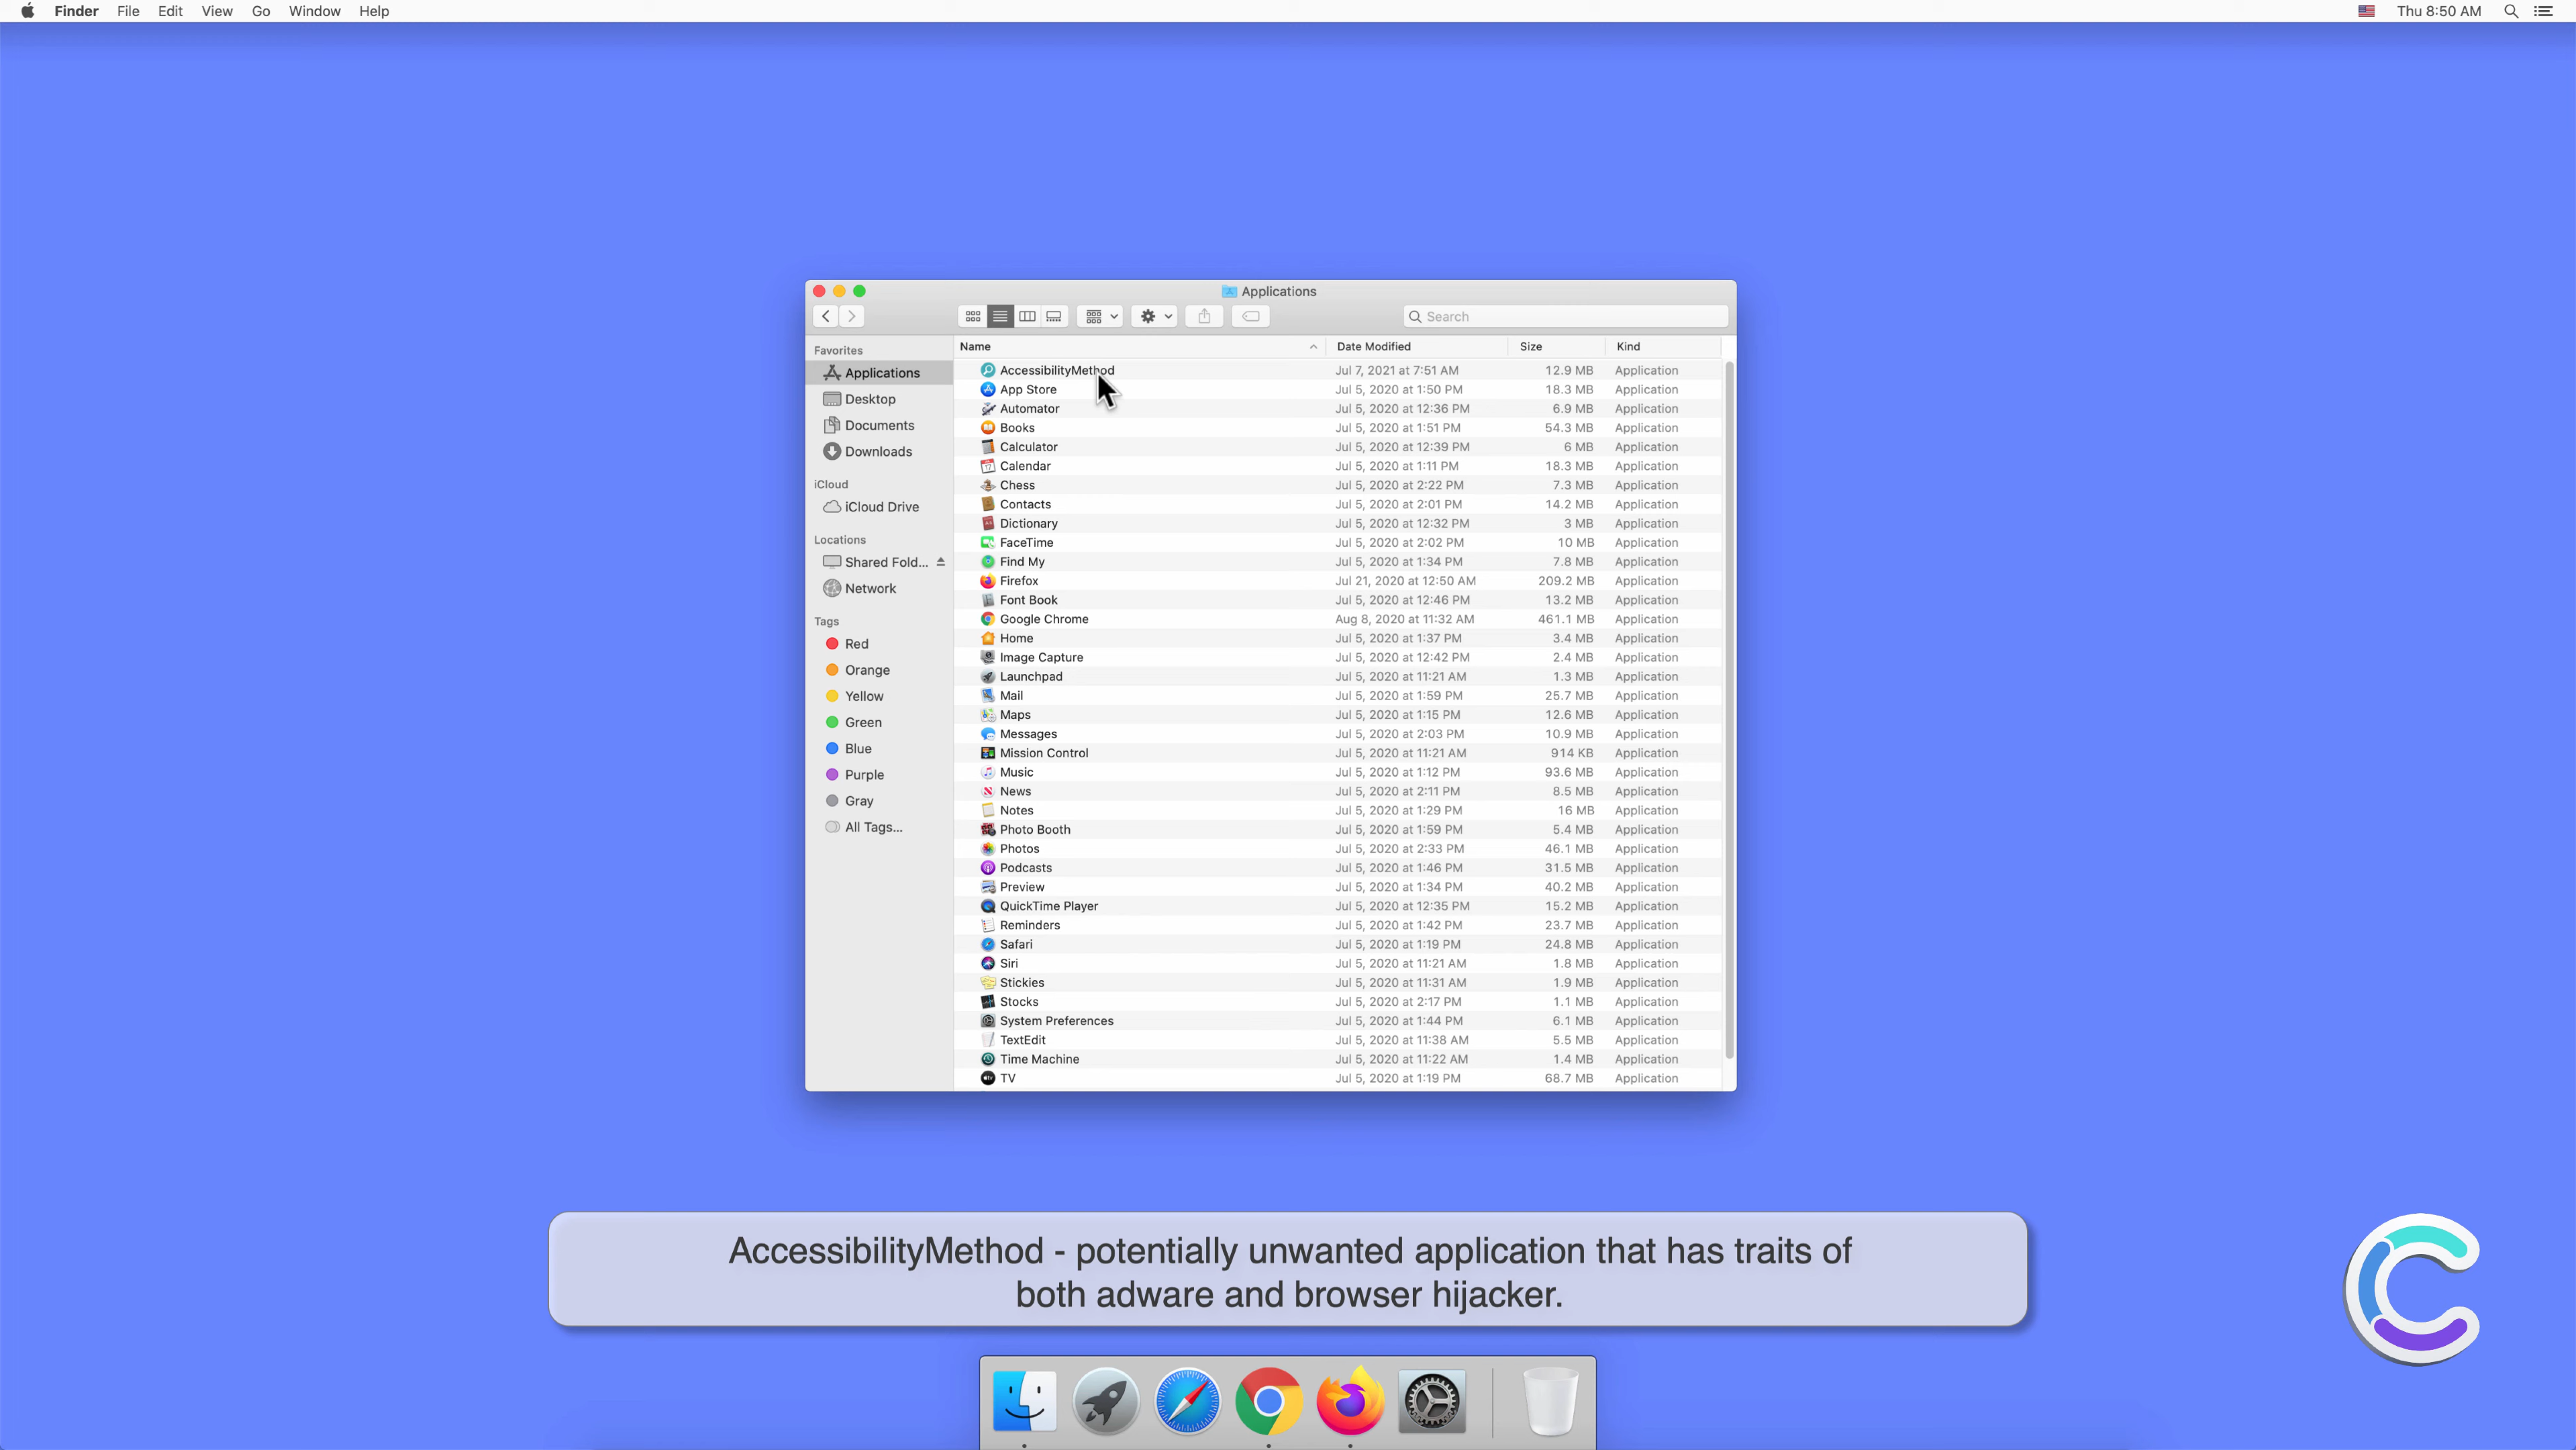 Finder File Edit View Go Window Help Thu 8:50 AM
Applications
Search
Favorites
Applications
Desktop
Documents
Downloads
iCloud
iCloud Drive
Locations
Shared Fold...
Network
Tags
Red
Orange
Yellow
Green
Blue
Purple
Gray
All Tags...
Name Date Modified Size Kind
AccessibilityMethod Jul 7, 2021 at 7:51 AM 12.9 MB Application
App Store Jul 5, 2020 at 1:50 PM 18.3 MB Application
Automator Jul 5, 2020 at 12:36 PM 6.9 MB Application
Books Jul 5, 2020 at 1:51 PM 54.3 MB Application
Calculator Jul 5, 2020 at 12:39 PM 6 MB Application
Calendar Jul 5, 2020 at 1:11 PM 18.3 MB Application
Chess Jul 5, 2020 at 2:22 PM 7.3 MB Application
Contacts Jul 5, 2020 at 2:01 PM 14.2 MB Application
Dictionary Jul 5, 2020 at 12:32 PM 3 MB Application
FaceTime Jul 5, 2020 at 2:02 PM 10 MB Application
Find My Jul 5, 2020 at 1:34 PM 7.8 MB Application
Firefox Jul 21, 2020 at 12:50 AM 209.2 MB Application
Font Book Jul 5, 2020 at 12:46 PM 13.2 MB Application
Google Chrome Aug 8, 2020 at 11:32 AM 461.1 MB Application
Home Jul 5, 2020 at 1:37 PM 3.4 MB Application
Image Capture Jul 5, 2020 at 12:42 PM 2.4 MB Application
Launchpad Jul 5, 2020 at 11:21 AM 1.3 MB Application
Mail Jul 5, 2020 at 1:59 PM 25.7 MB Application
Maps Jul 5, 2020 at 1:15 PM 12.6 MB Application
Messages Jul 5, 2020 at 2:03 PM 10.9 MB Application
Mission Control Jul 5, 2020 at 11:21 AM 914 KB Application
Music Jul 5, 2020 at 1:12 PM 93.6 MB Application
News Jul 5, 2020 at 2:11 PM 8.5 MB Application
Notes Jul 5, 2020 at 1:29 PM 16 MB Application
Photo Booth Jul 5, 2020 at 1:59 PM 5.4 MB Application
Photos Jul 5, 2020 at 2:33 PM 46.1 MB Application
Podcasts Jul 5, 2020 at 1:46 PM 31.5 MB Application
Preview Jul 5, 2020 at 1:34 PM 40.2 MB Application
QuickTime Player Jul 5, 2020 at 12:35 PM 15.2 MB Application
Reminders Jul 5, 2020 at 1:42 PM 23.7 MB Application
Safari Jul 5, 2020 at 1:19 PM 24.8 MB Application
Siri Jul 5, 2020 at 11:21 AM 1.8 MB Application
Stickies Jul 5, 2020 at 11:31 AM 1.9 MB Application
Stocks Jul 5, 2020 at 2:17 PM 1.1 MB Application
System Preferences Jul 5, 2020 at 1:44 PM 6.1 MB Application
TextEdit Jul 5, 2020 at 11:38 AM 5.5 MB Application
Time Machine Jul 5, 2020 at 11:22 AM 1.4 MB Application
TV Jul 5, 2020 at 1:19 PM 68.7 MB Application
AccessibilityMethod - potentially unwanted application that has traits of
both adware and browser hijacker.